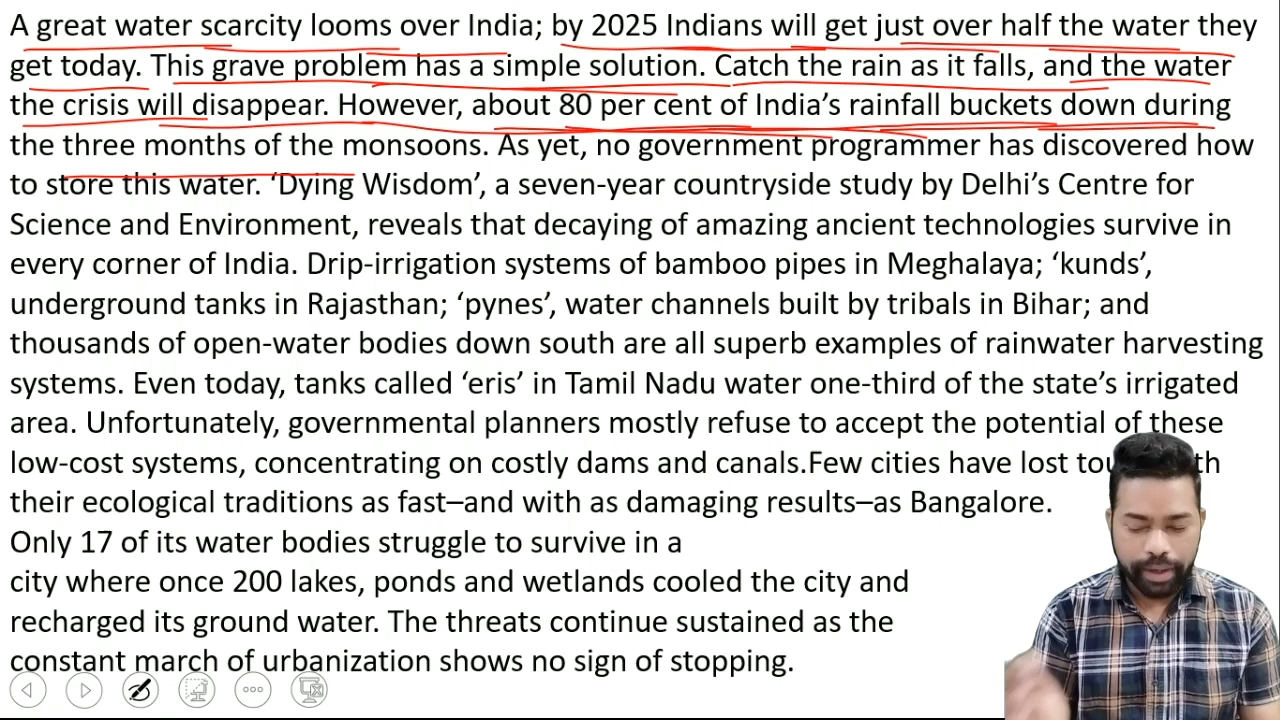 A great water scarcity looms over India; by 2025 Indians will get just over half the water they
get today. This grave problem has a simple solution. Catch the rain as it falls, and the water
the crisis will disappear. However, about 80 per cent of India’s rainfall buckets down during
the three months of the monsoons. As yet, no government programmer has discovered how
to store this water. ‘Dying Wisdom’, a seven-year countryside study by Delhi’s Centre for
Science and Environment, reveals that decaying of amazing ancient technologies survive in
every corner of India. Drip-irrigation systems of bamboo pipes in Meghalaya; ‘kunds’,
underground tanks in Rajasthan; ‘pynes’, water channels built by tribals in Bihar; and
thousands of open-water bodies down south are all superb examples of rainwater harvesting
systems. Even today, tanks called ‘eris’ in Tamil Nadu water one-third of the state’s irrigated
area. Unfortunately, governmental planners mostly refuse to accept the potential of these
low-cost systems, concentrating on costly dams and canals.Few cities have lost
their ecological traditions as fast–and with as damaging results–as Bangalore.
Only 17 of its water bodies struggle to survive in a
city where once 200 lakes, ponds and wetlands cooled the city and
recharged its ground water. The threats continue sustained as the
constant march of urbanization shows no sign of stopping.